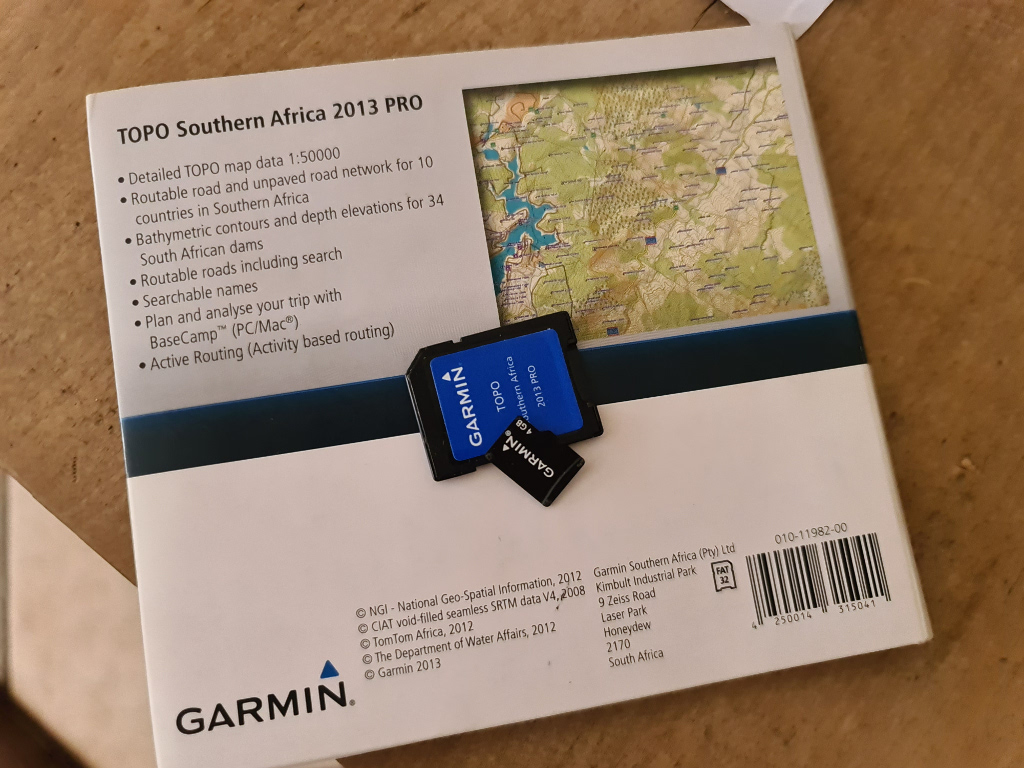 TOPO Southern Africa 2013 PRO
• Detailed TOPO map data 1:50000
• Routable road and unpaved road network for 10
countries in Southern Africa
• Bathymetric contours and depth elevations for 34
South African dams
• Routable roads including search
• Searchable names
• Plan and analyse your trip with
BaseCamp™ (PC/Mac®)
• Active Routing (Activity based routing)
GARMIN
TOPO
Southern Africa
2013 PRO
GARMIN®
4 GB
© NGI - National Geo-Spatial Information, 2012
© CIAT void-filled seamless SRTM data V4, 2008
© TomTom Africa, 2012
© The Department of Water Affairs, 2012
© Garmin 2013
Garmin Southern Africa (Pty) Ltd
Kimbult Industrial Park
9 Zeiss Road
Laser Park
Honeydew
2170
South Africa
FAT
32
010-11982-00
4 250014 315041
GARMIN®